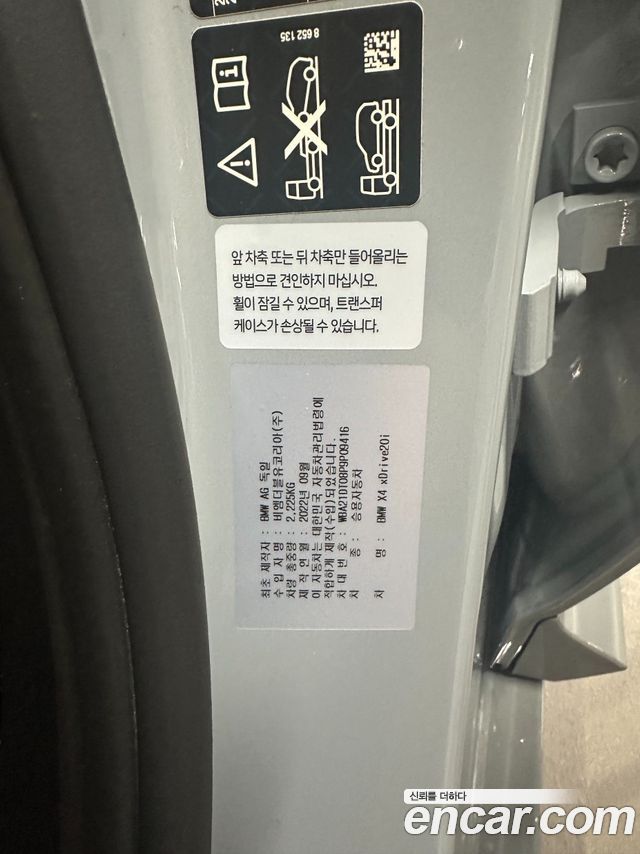 8 652 135
앞 차축 또는 뒤 차축만 들어올리는
방법으로 견인하지 마십시오.
휠이 잠길 수 있으며, 트랜스퍼
케이스가 손상될 수 있습니다.
최초 제작자 : BMW AG 독일
수 입 자 명 : 비엠더블유코리아(주)
차량 총중량 : 2,225KG
제 작 연 월 : 2022년 09월
이 자동차는 대한민국 자동차관리법령에
적합하게 제작(수입)되었습니다.
차 대 번 호 : WBA21DT08P9P09416
차 종 : 승용자동차
차 명 : BMW X4 xDrive20i
신뢰를 더하다
encar.com